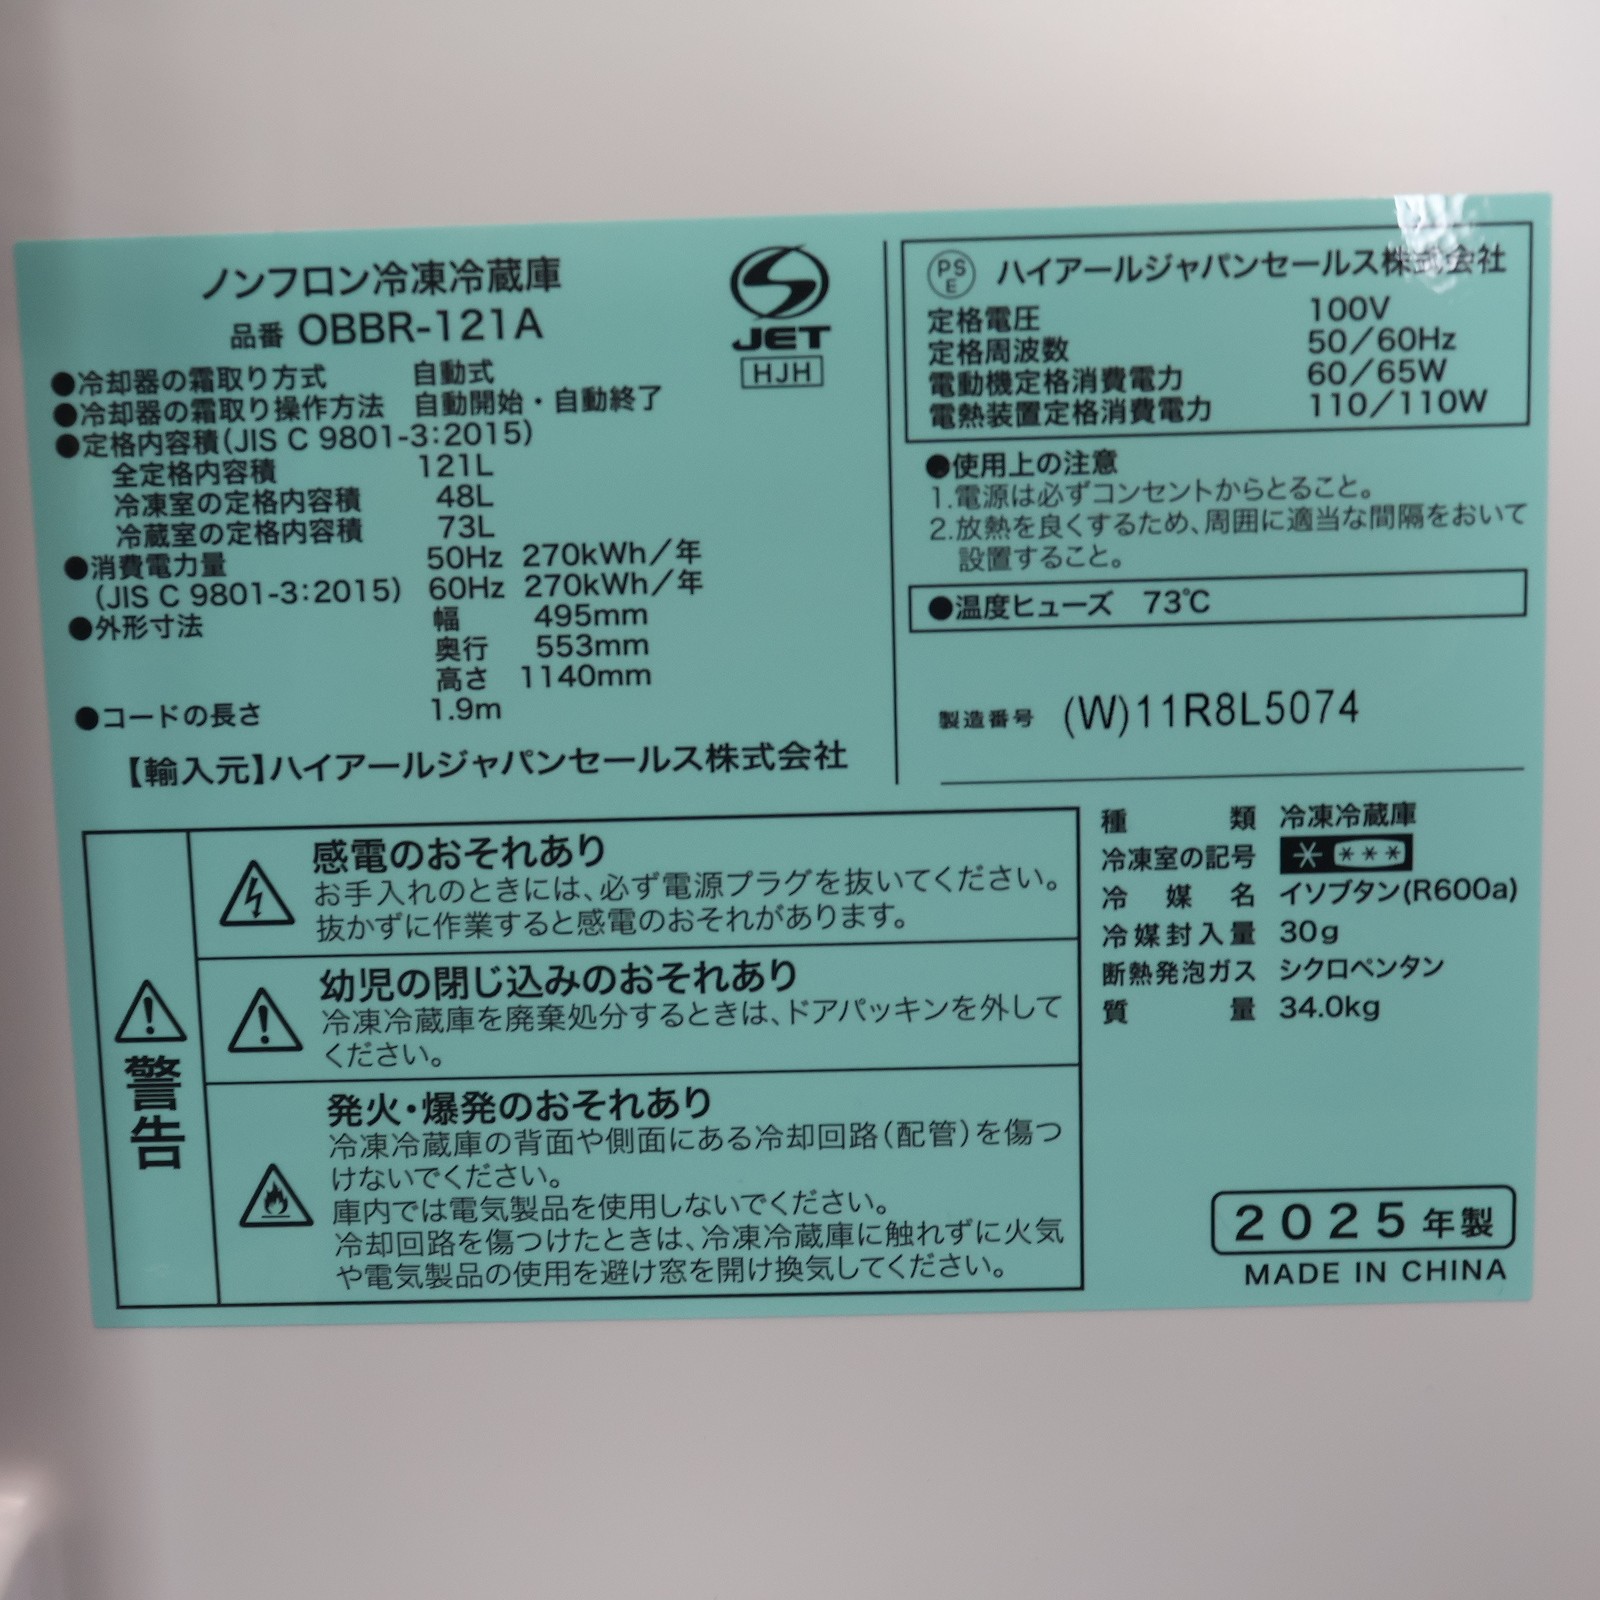 ノンフロン冷凍冷蔵庫
品番 OBBR-121A
JET
HJH
●冷却器の霜取り方式 自動式
●冷却器の霜取り操作方法 自動開始・自動終了
●定格内容積(JIS C 9801-3:2015)
全定格内容積 121L
冷凍室の定格内容積 48L
冷蔵室の定格内容積 73L
●消費電力量 50Hz 270kWh/年
(JIS C 9801-3:2015) 60Hz 270kWh/年
●外形寸法 幅 495mm
奥行 553mm
高さ 1140mm
●コードの長さ 1.9m
【輸入元】ハイアールジャパンセールス株式会社
PSE ハイアールジャパンセールス株式会社
定格電圧 100V
定格周波数 50/60Hz
電動機定格消費電力 60/65W
電熱装置定格消費電力 110/110W
●使用上の注意
1.電源は必ずコンセントからとること。
2.放熱を良くするため、周囲に適当な間隔をおいて
設置すること。
●温度ヒューズ 73℃
製造番号 (W)11R8L5074
警告
感電のおそれあり
お手入れのときには、必ず電源プラグを抜いてください。
抜かずに作業すると感電のおそれがあります。
幼児の閉じ込みのおそれあり
冷凍冷蔵庫を廃棄処分するときは、ドアパッキンを外して
ください。
発火・爆発のおそれあり
冷凍冷蔵庫の背面や側面にある冷却回路(配管)を傷つ
けないでください。
庫内では電気製品を使用しないでください。
冷却回路を傷つけたときは、冷凍冷蔵庫に触れずに火気
や電気製品の使用を避け窓を開け換気してください。
種類 冷凍冷蔵庫
冷凍室の記号 ＊ ＊＊＊
冷媒名 イソブタン(R600a)
冷媒封入量 30g
断熱発泡ガス シクロペンタン
質量 34.0kg
2025年製
MADE IN CHINA